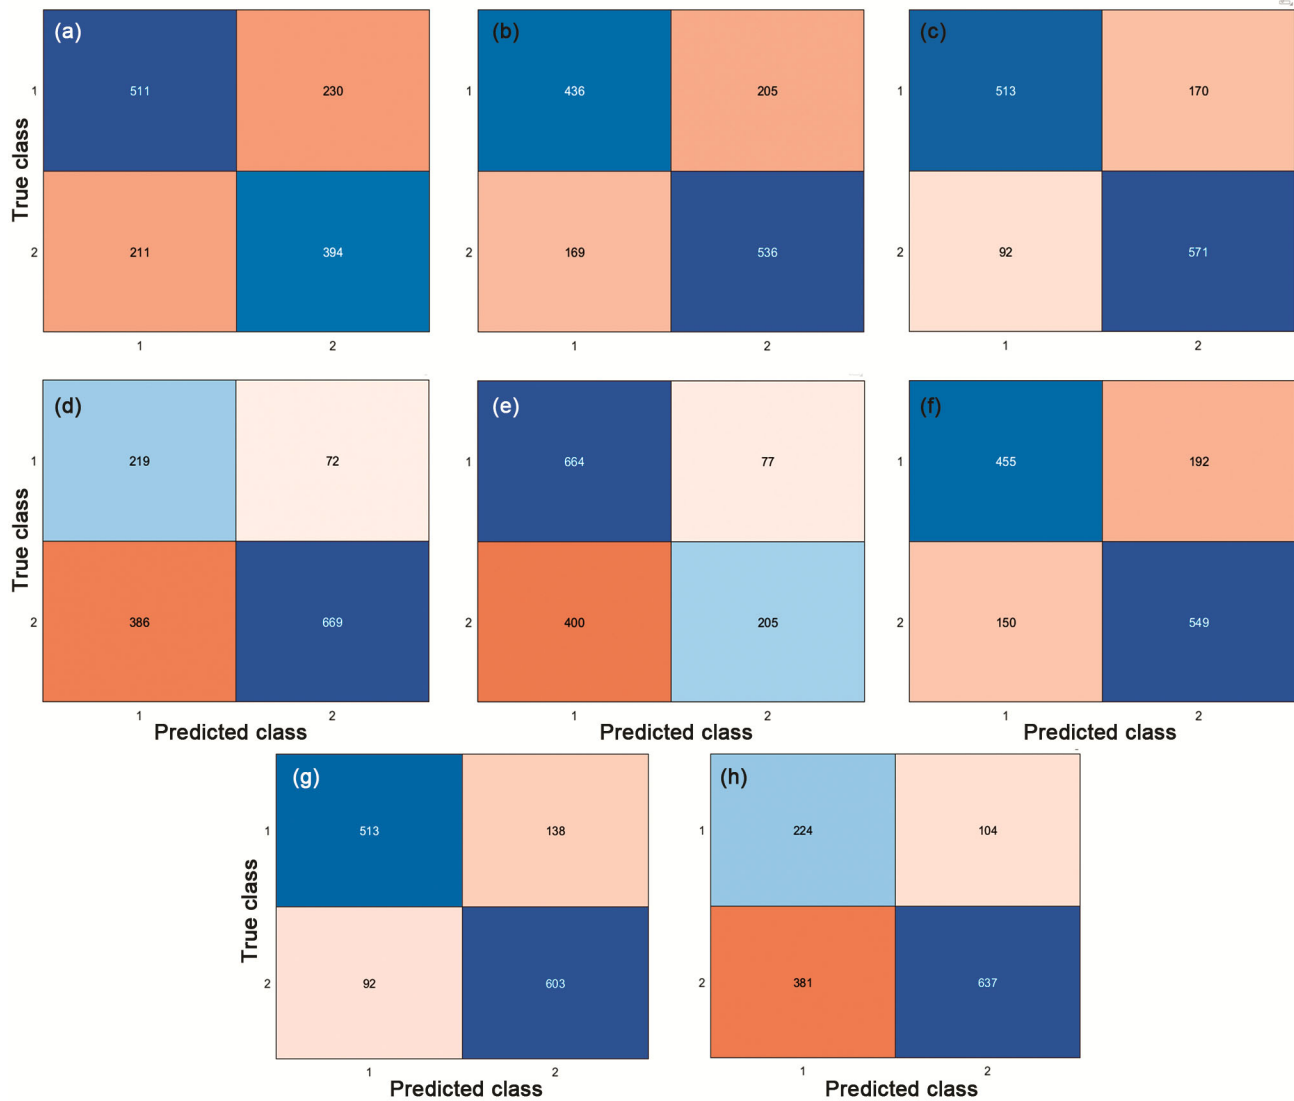 (a) (b) (c)
1 511 230 1 436 205 513 170
True class
2 211 394 2 169 536 92 571
1 2 1 2 1 2
(d) (e) (f)
1 219 72 1 664 77 1 455 192
True class
2 386 669 2 400 205 2 150 549
1 2 1 2 1 2
Predicted class Predicted class Predicted class
(g) (h)
1 513 138 1 224 104
True class
2 92 603 2 381 637
1 2 1 2
Predicted class Predicted class